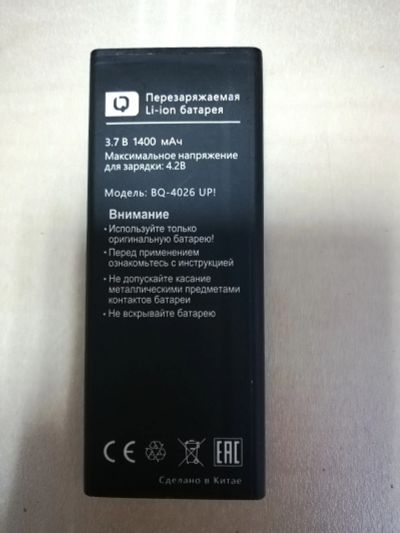 Перезаряжаемая
Li-ion батарея
3.7 В 1400 мАч
Максимальное напряжение
для зарядки: 4.2В
Модель: BQ-4026 UP!
Внимание
• Используйте только
оригинальную батарею!
• Перед применением
ознакомьтесь с инструкцией
• Не допускайте касание
металлическими предметами
контактов батареи
• Не вскрывайте батарею
CE EAC
Сделано в Китае